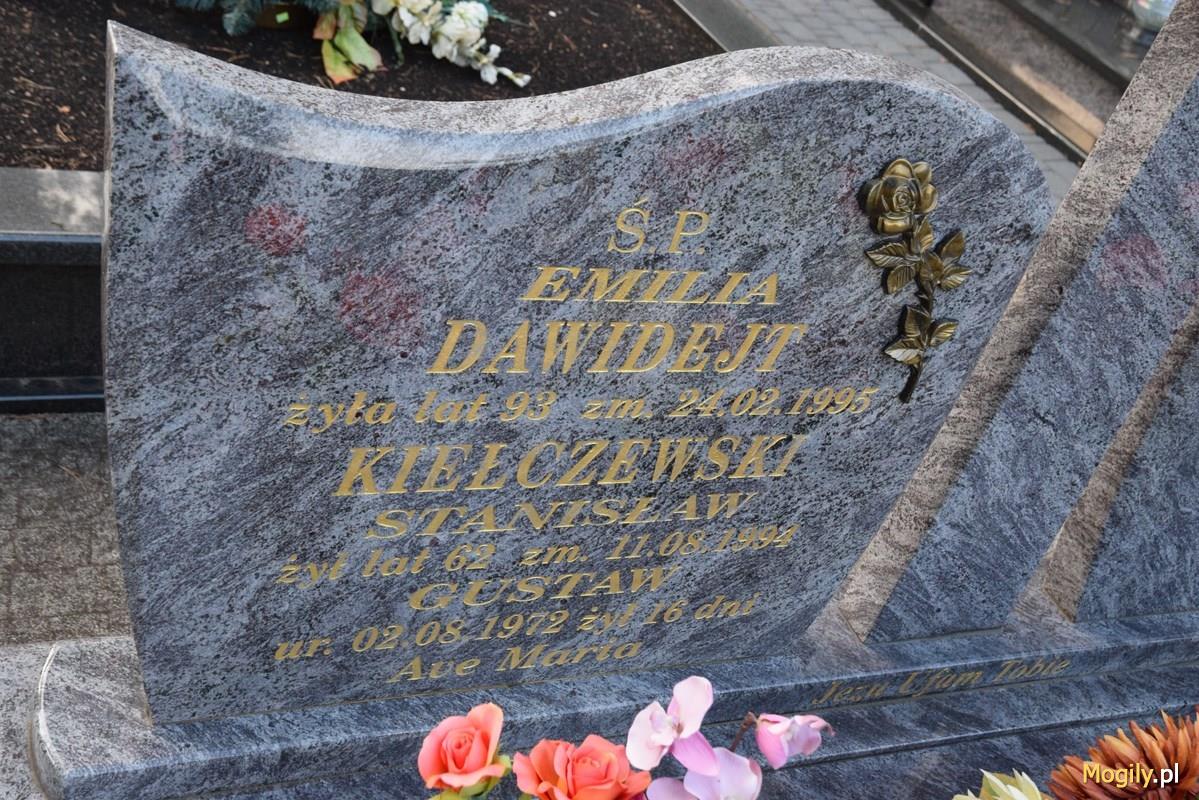 Ś.P.
EMILIA
DAWIDEJT
żyła lat 93 zm. 24.02.1995
KIEŁCZEWSKI
STANISŁAW
żył lat 62 zm. 11.08.1994
GUSTAW
ur. 02.08.1972 żył 16 dni
Ave Maria
Jezu Ufam Tobie
Mogily.pl